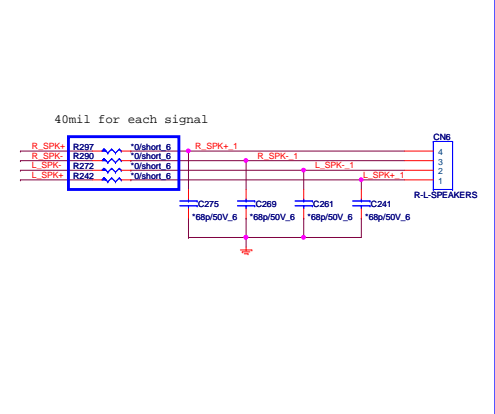 40mil for each signal
CN6
R_SPK+ R297 *0/short_6 R_SPK+_1 4
R_SPK- R290 *0/short_6 R_SPK-_1 3
L_SPK- R272 *0/short_6 L_SPK-_1 2
L_SPK+ R242 *0/short_6 L_SPK+_1 1
R-L-SPEAKERS
C275 C269 C261 C241
*68p/50V_6 *68p/50V_6 *68p/50V_6 *68p/50V_6